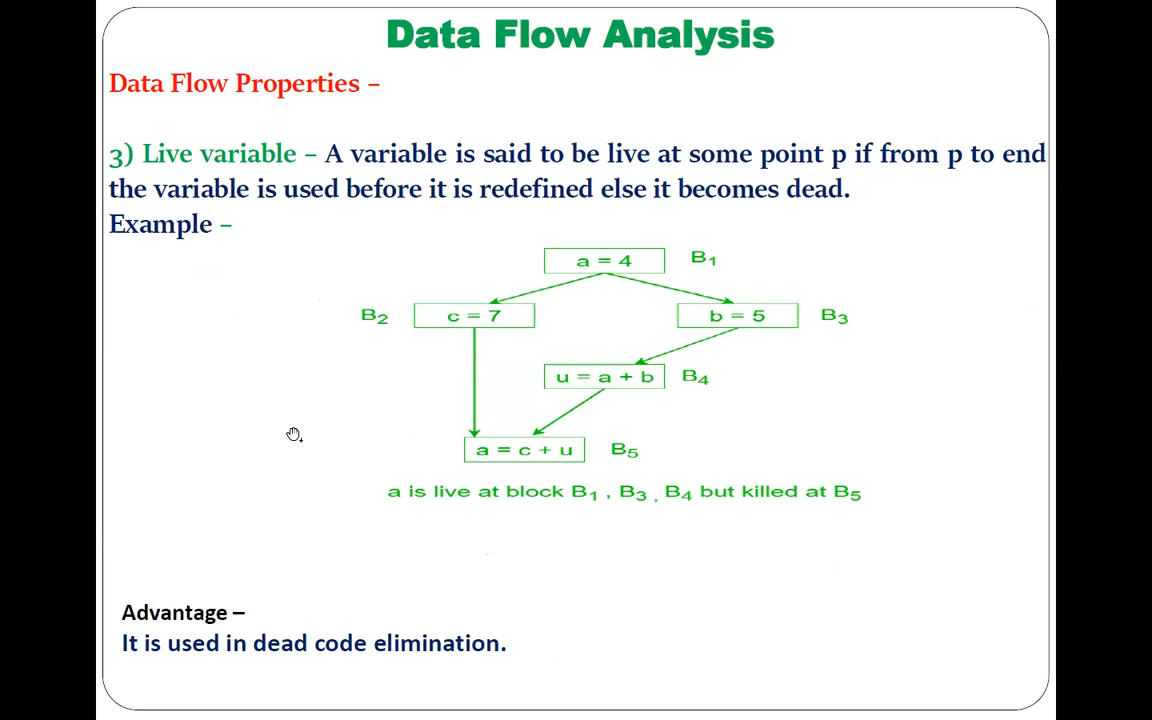 Data Flow Analysis
Data Flow Properties –
3) Live variable – A variable is said to be live at some point p if from p to end
the variable is used before it is redefined else it becomes dead.
Example –
a = 4 B1
B2 c = 7 b = 5 B3
u = a + b B4
a = c + u B5
a is live at block B1 , B3 , B4 but killed at B5
Advantage –
It is used in dead code elimination.